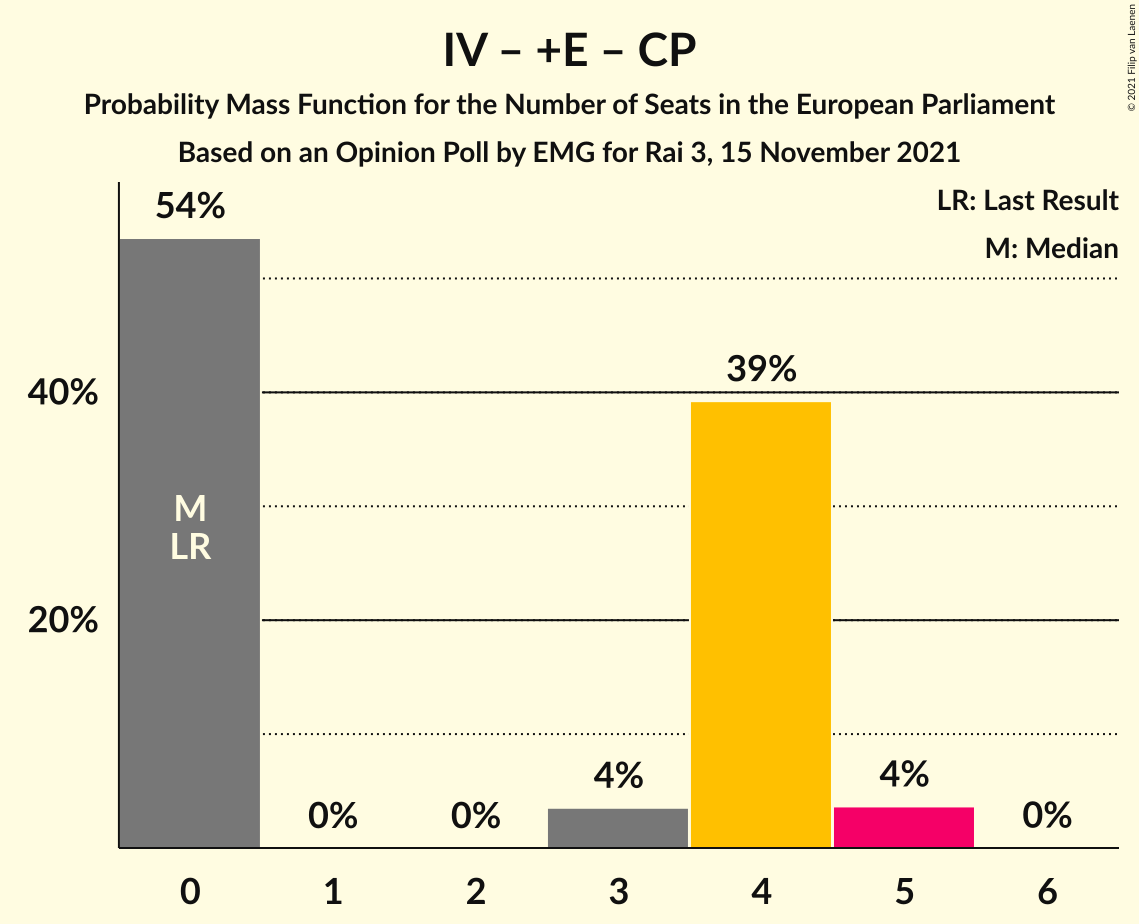 IV – +E – CP
Probability Mass Function for the Number of Seats in the European Parliament
Based on an Opinion Poll by EMG for Rai 3, 15 November 2021
© 2021 Filip van Laenen
LR: Last Result
M: Median
54%
39%
40%
M
LR
20%
4%
4%
0%
0%
0%
0
1
2
3
4
5
6